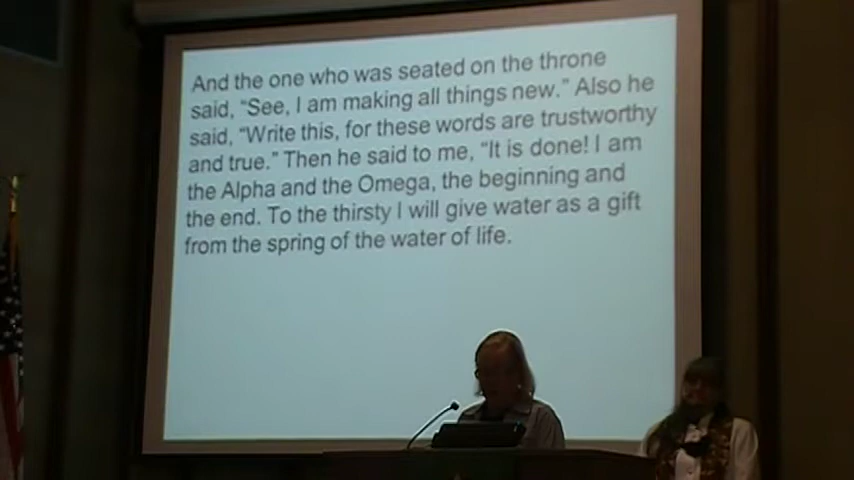 And the one who was seated on the throne
said, “See, I am making all things new.” Also he
said, “Write this, for these words are trustworthy
and true.” Then he said to me, “It is done! I am
the Alpha and the Omega, the beginning and
the end. To the thirsty I will give water as a gift
from the spring of the water of life.